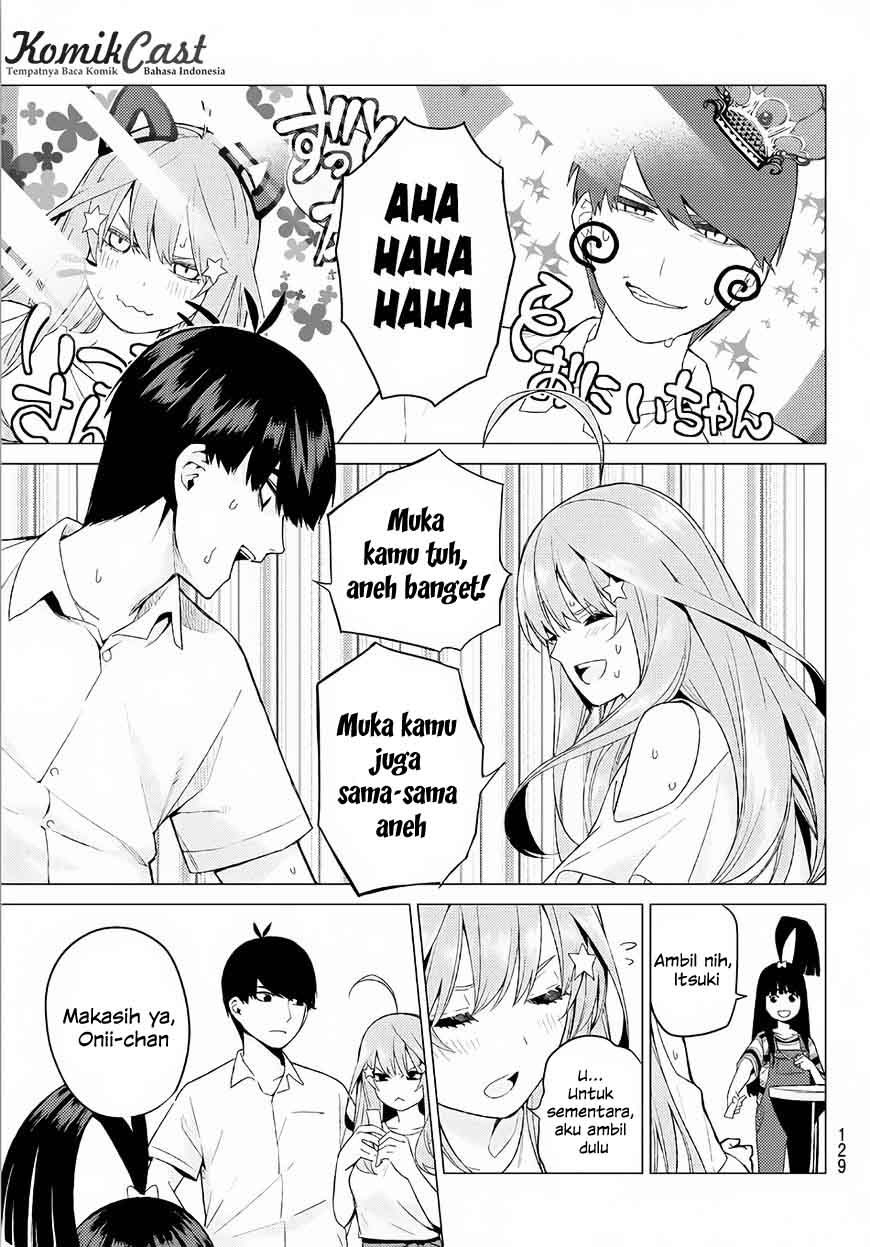 KomikCast
Tempatnya Baca Komik Bahasa Indonesia
おにいちゃん
AHA
HAHA
HAHA
Muka
kamu tuh,
aneh banget!
Muka kamu
juga
sama-sama
aneh
Ambil nih,
Itsuki
U...
Untuk
sementara,
aku ambil
dulu
Makasih ya,
Onii-chan
129